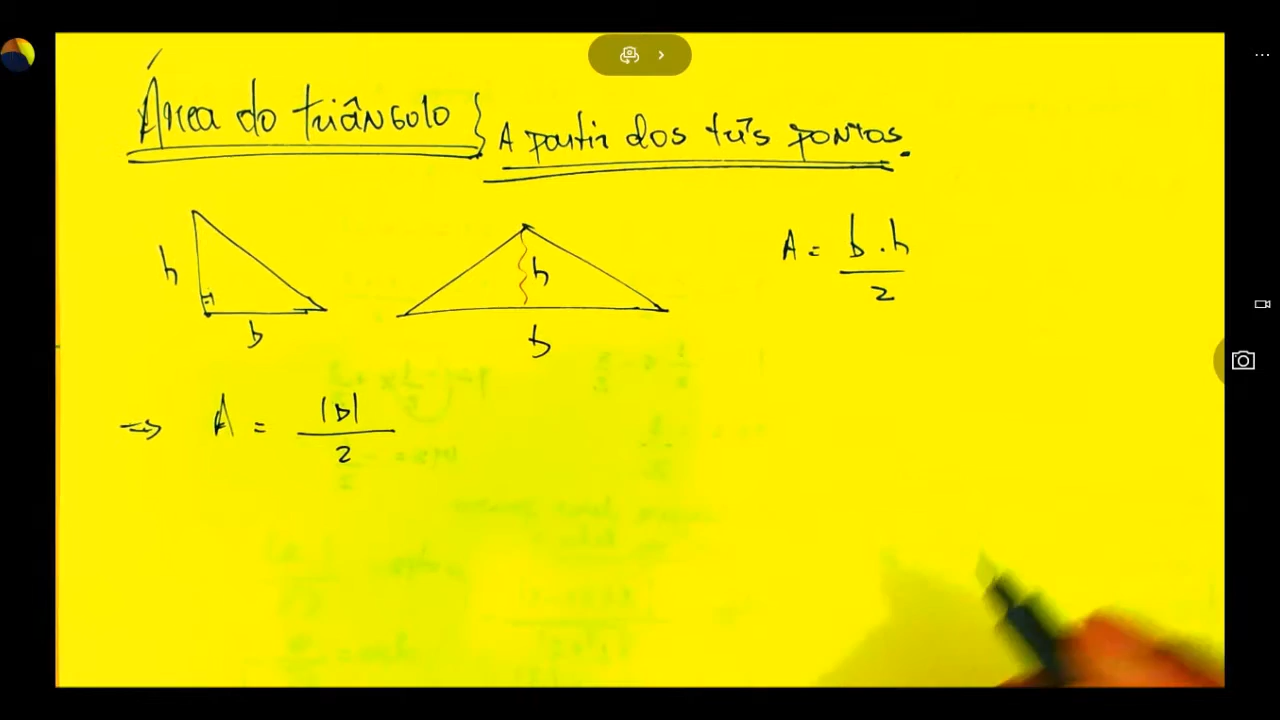 Área do triângulo } A partir dos três pontos.
h
b
h
b
A = b . h / 2
⇒ A = |D| / 2